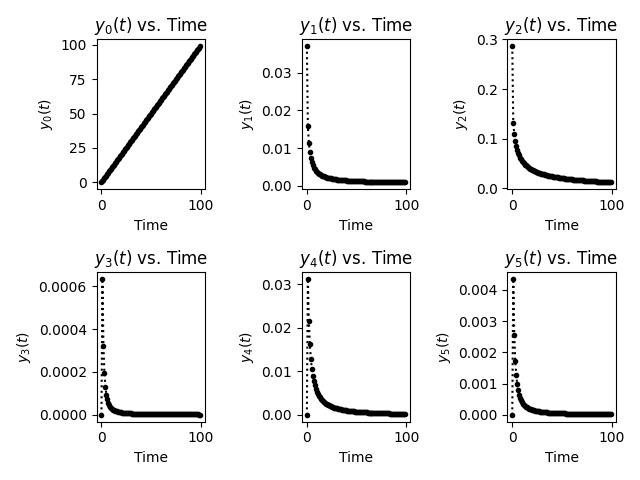 y₀(t) vs. Time
y₁(t) vs. Time
y₂(t) vs. Time
100
75
50
25
0
y₀(t)
0 100
Time
0.03
0.02
0.01
0.00
y₁(t)
0 100
Time
0.3
0.2
0.1
0.0
y₂(t)
0 100
Time
y₃(t) vs. Time
y₄(t) vs. Time
y₅(t) vs. Time
0.0006
0.0004
0.0002
0.0000
y₃(t)
0 100
Time
0.03
0.02
0.01
0.00
y₄(t)
0 100
Time
0.004
0.003
0.002
0.001
0.000
y₅(t)
0 100
Time